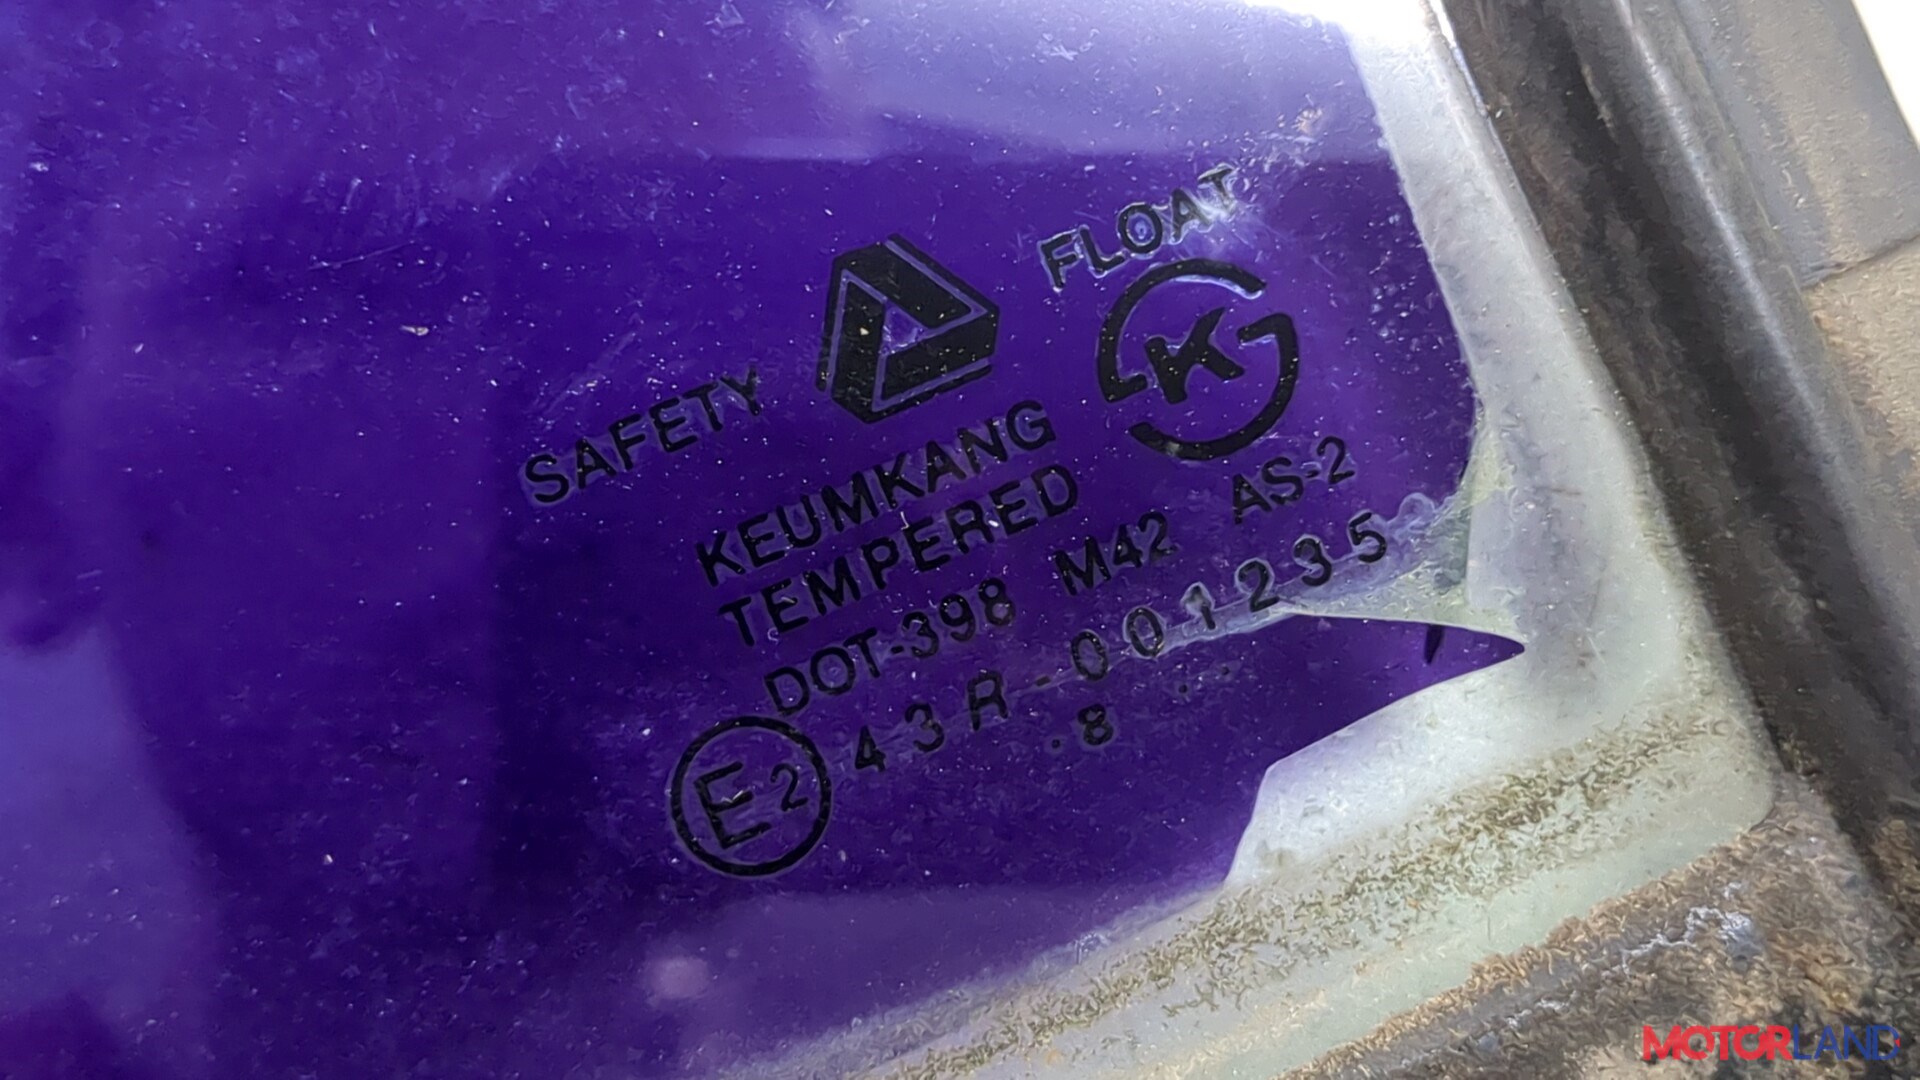 FLOAT
K
SAFETY
KEUMKANG
TEMPERED
DOT-398 M42 AS-2
E2 43R-001235
.8 ..
MOTORLAND